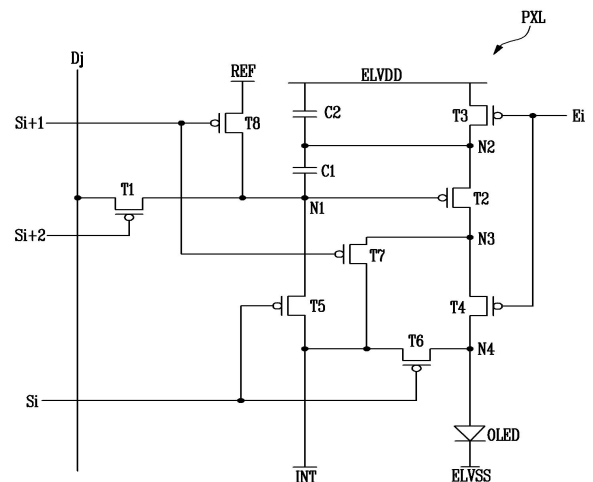 PXL
Dj
REF
ELVDD
Si+1
T8
C2
T3
Ei
N2
C1
T1
N1
T2
Si+2
N3
T7
T5
T4
T6
N4
Si
OLED
INT
ELVSS